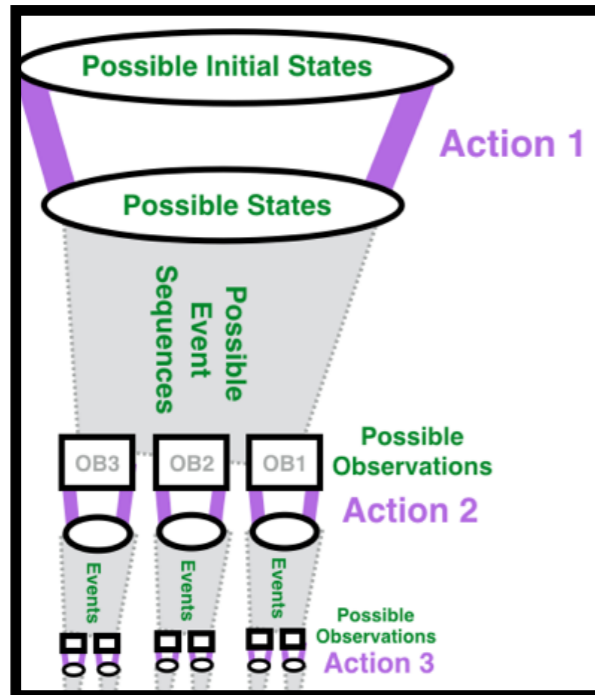 Possible Initial States
Action 1
Possible States
Possible
Event
Sequences
OB3
OB2
OB1
Possible
Observations
Action 2
Events
Events
Events
Possible
Observations
Action 3